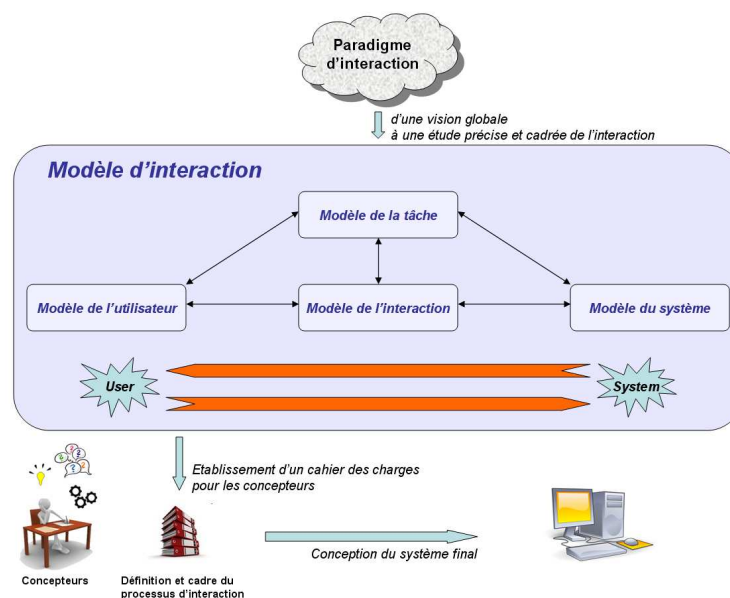 Paradigme
d'interaction
d'une vision globale
à une étude précise et cadrée de l'interaction
Modèle d'interaction
Modèle de la tâche
Modèle de l'utilisateur
Modèle de l'interaction
Modèle du système
User
System
Etablissement d'un cahier des charges
pour les concepteurs
Conception du système final
Concepteurs
Définition et cadre du
processus d'interaction